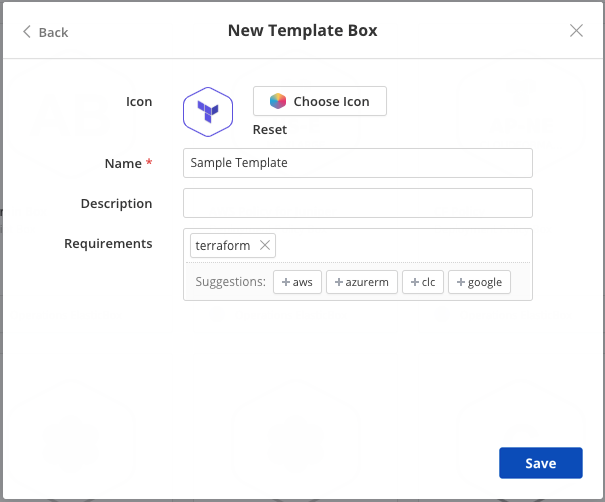 Back
New Template Box
Icon
Choose Icon
Reset
Name *
Sample Template
Description
Requirements
terraform
Suggestions: + aws + azurerm + clc + google
Save